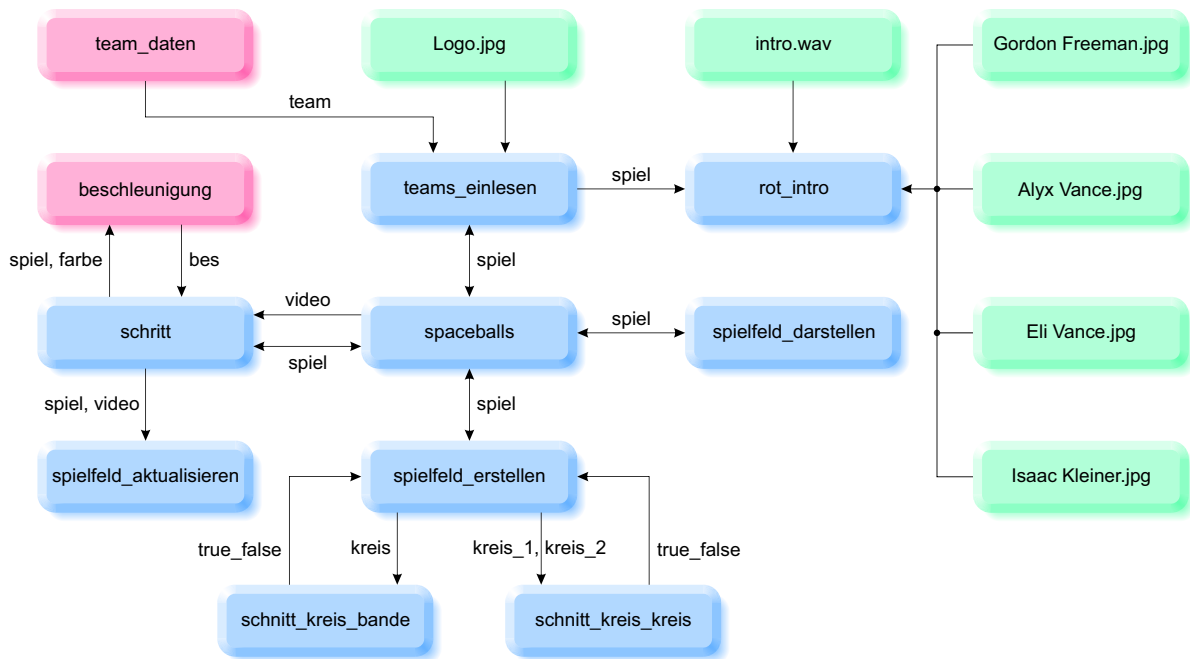 team_daten
Logo.jpg
intro.wav
Gordon Freeman.jpg
team
beschleunigung
teams_einlesen
spiel
rot_intro
Alyx Vance.jpg
spiel, farbe
bes
spiel
schritt
video
spiel
spaceballs
spiel
spielfeld_darstellen
Eli Vance.jpg
spiel, video
spiel
spielfeld_aktualisieren
spielfeld_erstellen
Isaac Kleiner.jpg
true_false
kreis
kreis_1, kreis_2
true_false
schnitt_kreis_bande
schnitt_kreis_kreis